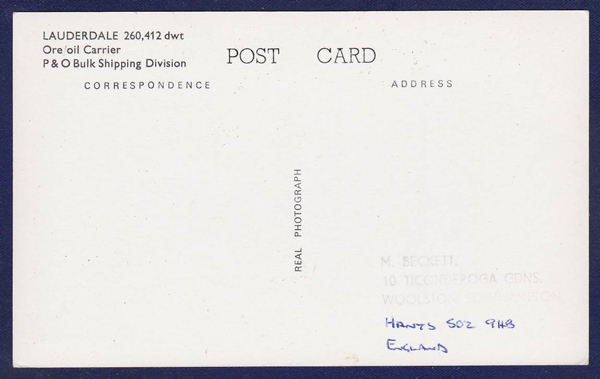 LAUDERDALE 260,412 dwt
Ore/oil Carrier
P & O Bulk Shipping Division
POST CARD
CORRESPONDENCE
ADDRESS
REAL PHOTOGRAPH
M. BECKETT,
10 TICONDEROGA GDNS,
WOOLSTON, SOUTHAMPTON
HANTS SO2 9HB
ENGLAND